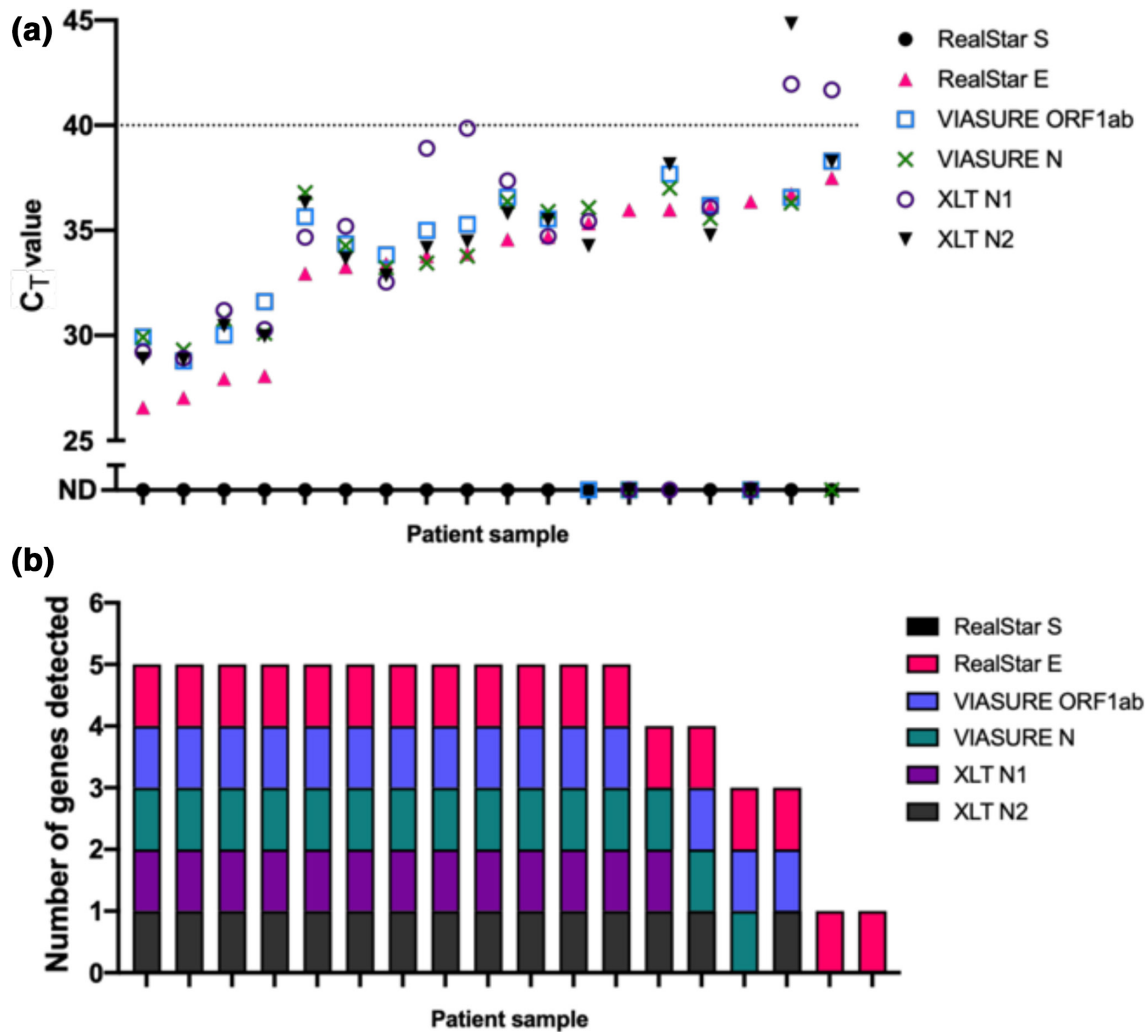 (a)
45
40
35
30
25
ND
C_T value
Patient sample
RealStar S
RealStar E
VIASURE ORF1ab
VIASURE N
XLT N1
XLT N2
(b)
6
5
4
3
2
1
0
Number of genes detected
Patient sample
RealStar S
RealStar E
VIASURE ORF1ab
VIASURE N
XLT N1
XLT N2